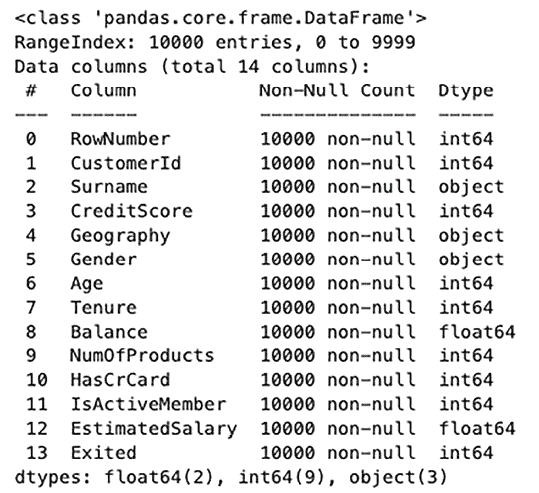 <class 'pandas.core.frame.DataFrame'>
RangeIndex: 10000 entries, 0 to 9999
Data columns (total 14 columns):
 #   Column           Non-Null Count  Dtype
---  ------           --------------  -----
 0   RowNumber        10000 non-null  int64
 1   CustomerId       10000 non-null  int64
 2   Surname          10000 non-null  object
 3   CreditScore      10000 non-null  int64
 4   Geography        10000 non-null  object
 5   Gender           10000 non-null  object
 6   Age              10000 non-null  int64
 7   Tenure           10000 non-null  int64
 8   Balance          10000 non-null  float64
 9   NumOfProducts    10000 non-null  int64
 10  HasCrCard        10000 non-null  int64
 11  IsActiveMember   10000 non-null  int64
 12  EstimatedSalary  10000 non-null  float64
 13  Exited           10000 non-null  int64
dtypes: float64(2), int64(9), object(3)